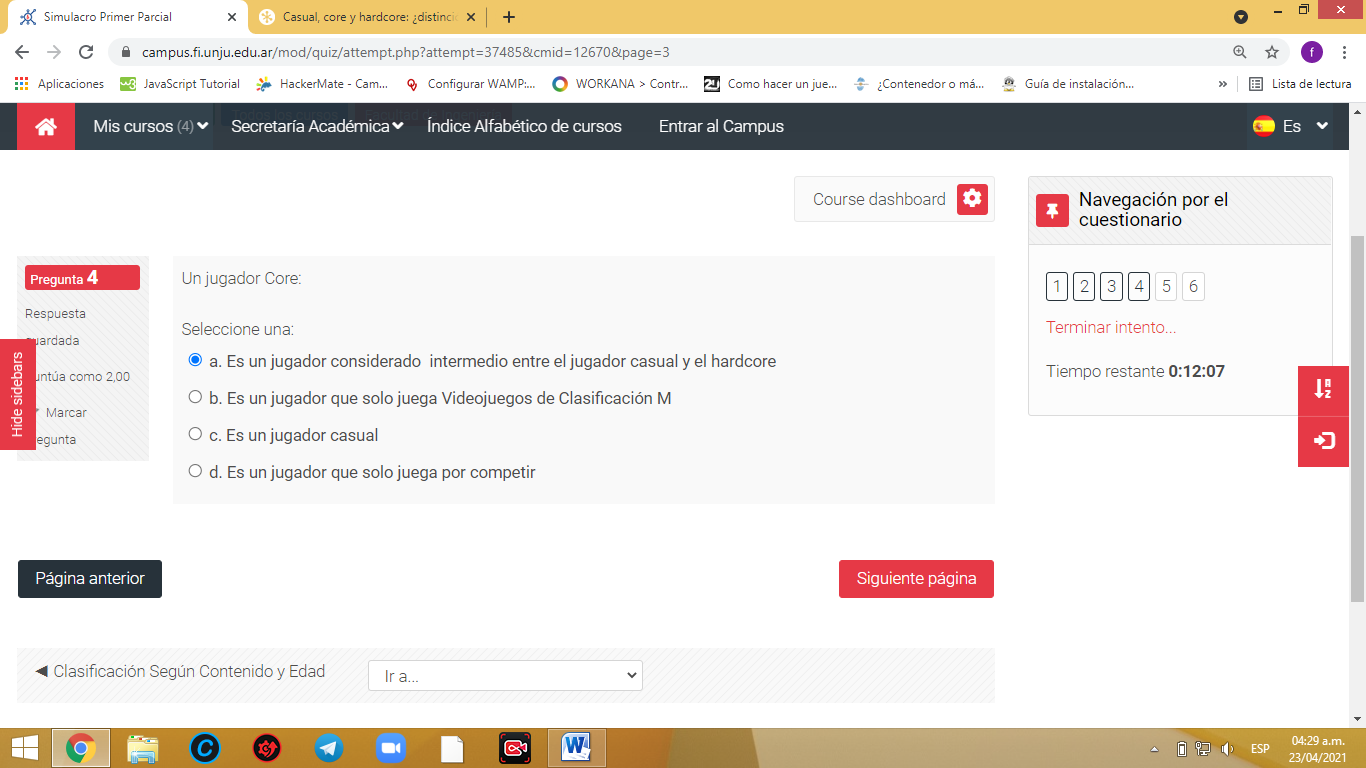 Simulacro Primer Parcial
Casual, core y hardcore: ¿distinci
campus.fi.unju.edu.ar/mod/quiz/attempt.php?attempt=37485&cmid=12670&page=3
f
Aplicaciones JavaScript Tutorial HackerMate - Cam... Configurar WAMP:... WORKANA > Contr... Como hacer un jue... ¿Contenedor o má... Guía de instalación... » Lista de lectura
Mis cursos (4) Secretaría Académica Índice Alfabético de cursos Entrar al Campus Es
Course dashboard
Navegación por el
cuestionario
1 2 3 4 5 6
Terminar intento...
Tiempo restante 0:12:07
Hide sidebars
Pregunta 4
Respuesta
uardada
untúa como 2,00
Marcar
egunta
Un jugador Core:
Seleccione una:
a. Es un jugador considerado intermedio entre el jugador casual y el hardcore
b. Es un jugador que solo juega Videojuegos de Clasificación M
c. Es un jugador casual
d. Es un jugador que solo juega por competir
Página anterior
Siguiente página
◄ Clasificación Según Contenido y Edad
Ir a...
ESP
04:29 a.m.
23/04/2021